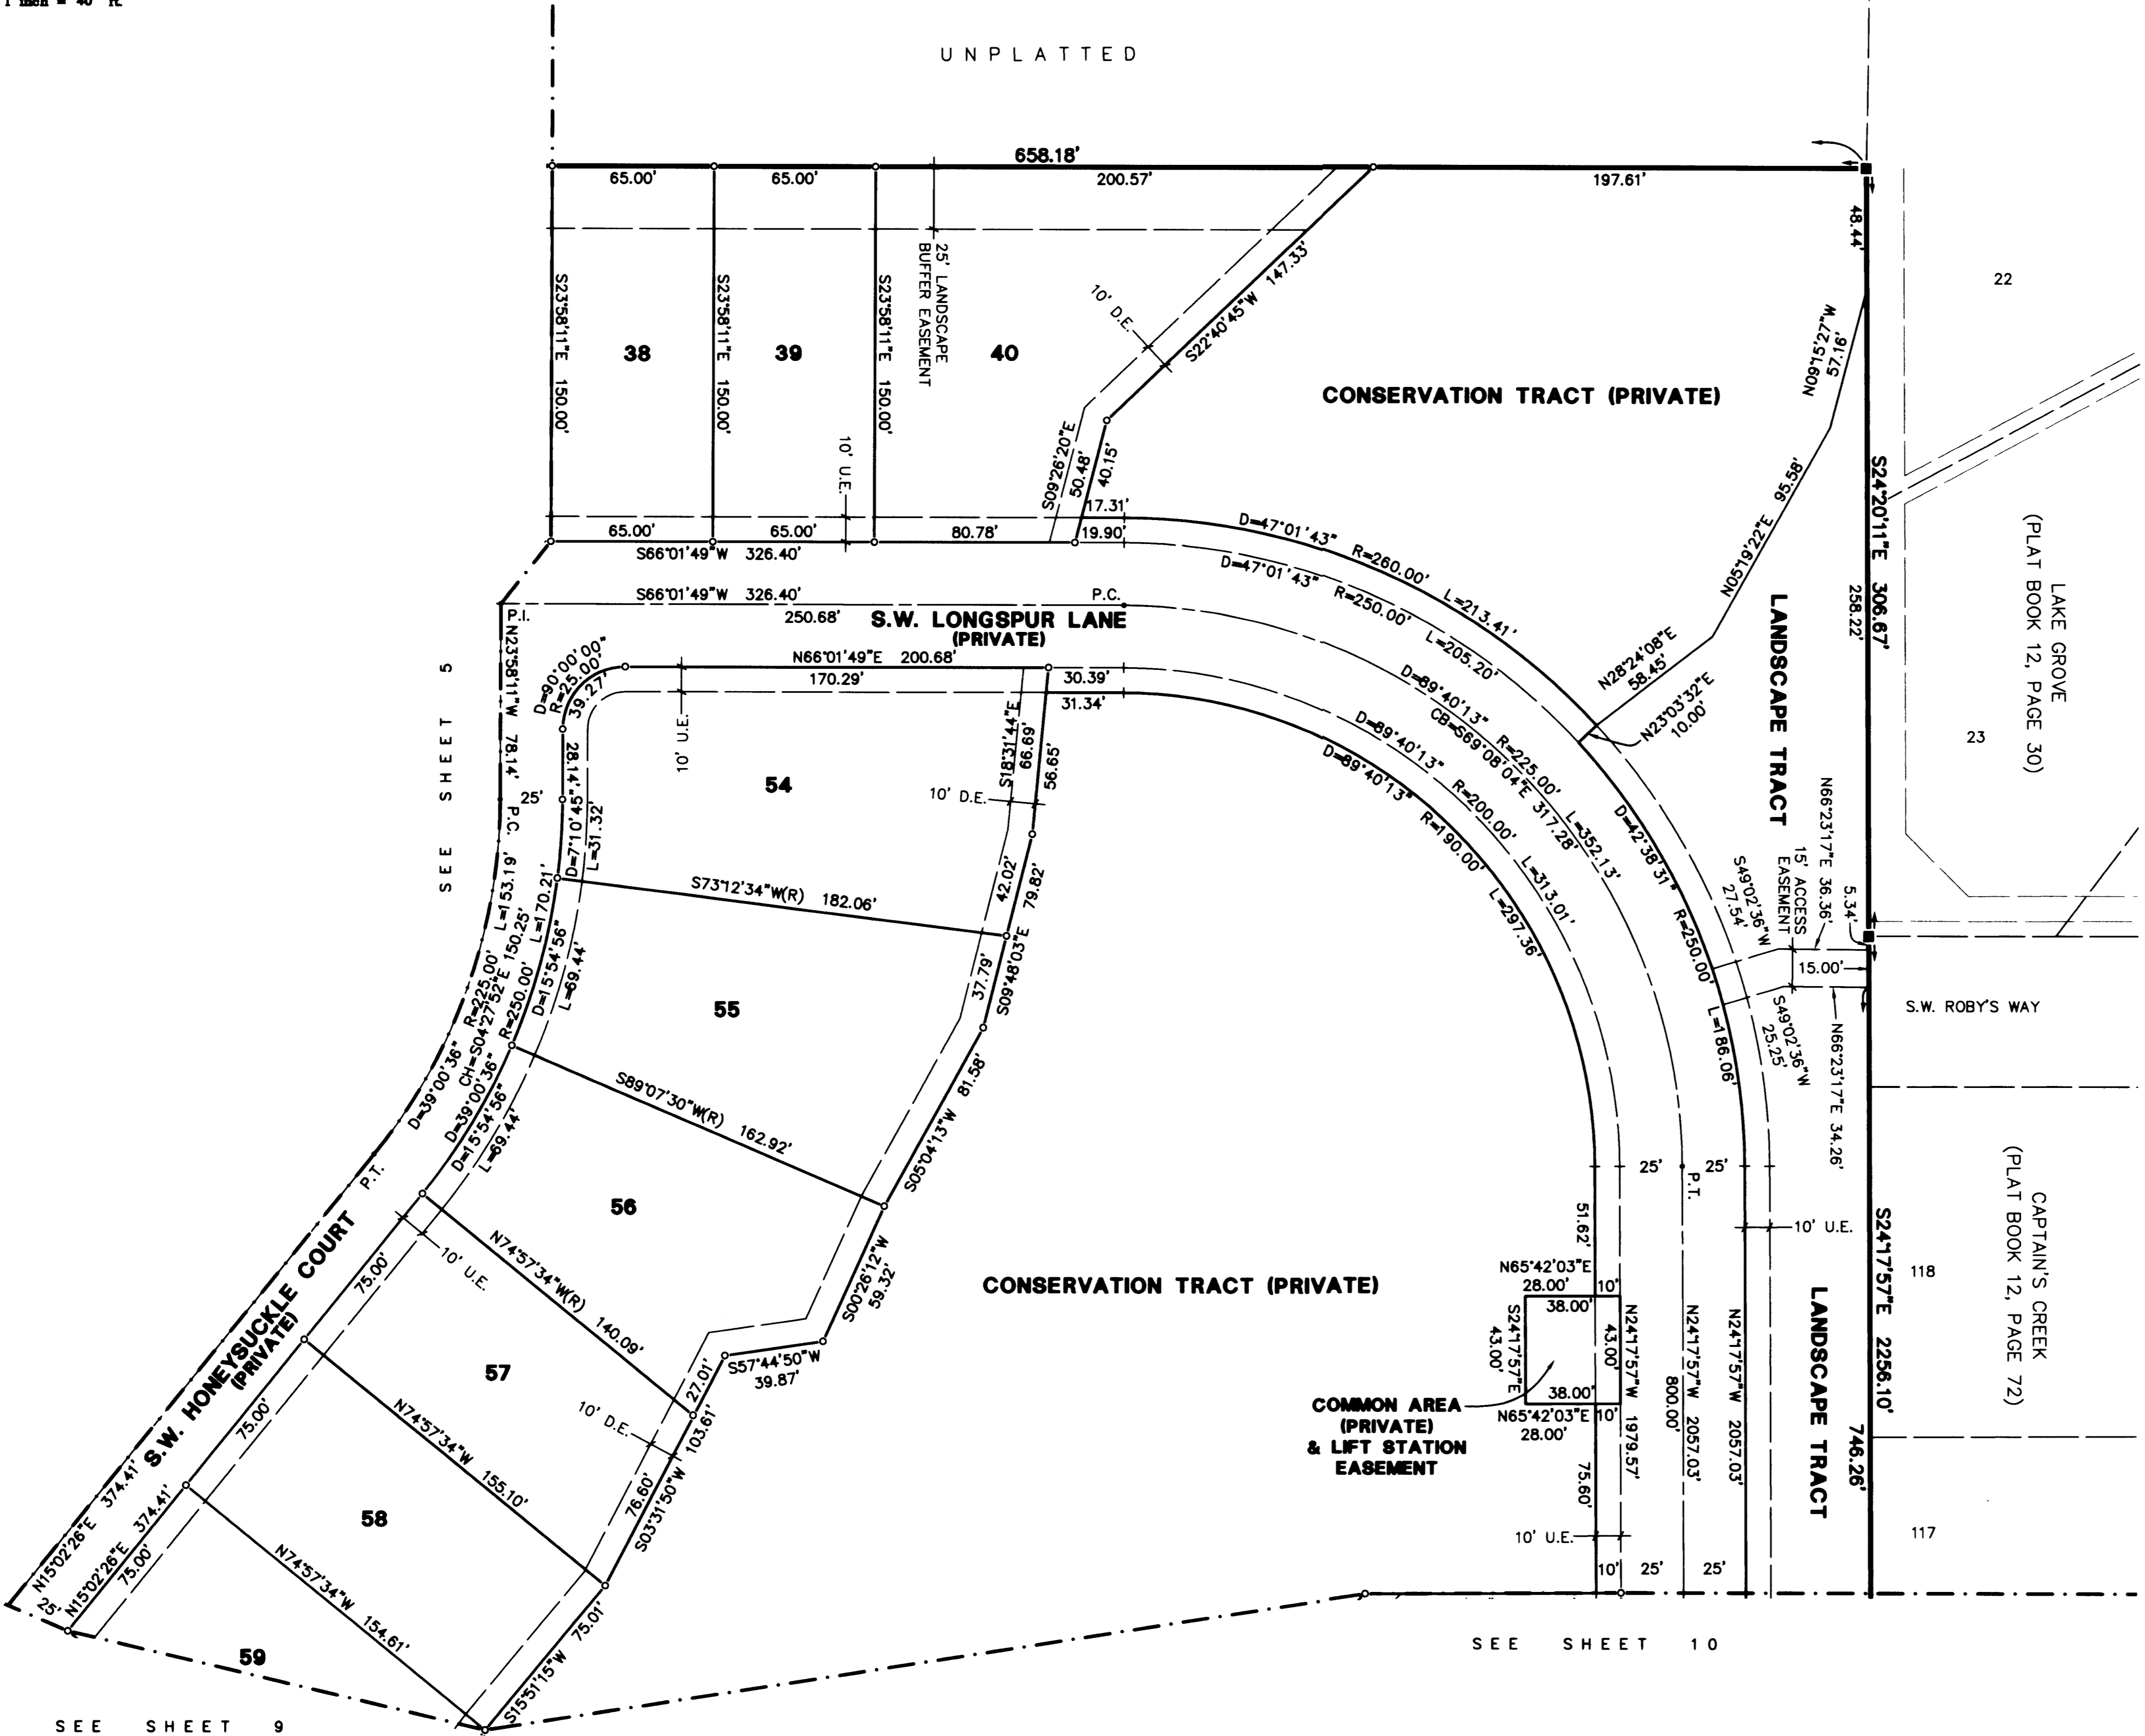 1 inch = 40 ft.
UNPLATTED
658.18'
65.00'
65.00'
200.57'
197.61'
48.44'
22
25' LANDSCAPE
BUFFER EASEMENT
S23°58'11"E 150.00'
S23°58'11"E 150.00'
S23°58'11"E 150.00'
38
39
40
10' D.E.
S22°40'45"W 147.33'
CONSERVATION TRACT (PRIVATE)
N09°15'27"W
57.16'
10' U.E.
S09°26'20"E
50.48'
40.15'
N05°19'22"E 95.58'
S24°20'11"E 306.67'
258.22'
LAKE GROVE
(PLAT BOOK 12, PAGE 30)
17.31'
65.00'
65.00'
80.78'
19.90'
S66°01'49"W 326.40'
D=47°01'43" R=260.00' L=213.41'
D=47°01'43" R=250.00' L=205.20'
S66°01'49"W 326.40'
P.C.
P.I.
250.68'
S.W. LONGSPUR LANE
(PRIVATE)
LANDSCAPE TRACT
N28°24'08"E
58.45'
N23°03'32"E
10.00'
23
SEE SHEET 5
N23°58'11"W 78.14'
P.C.
D=90°00'00"
R=25.00'
39.27'
N66°01'49"E 200.68'
170.29'
30.39'
31.34'
10' U.E.
28.14'
25'
D=7°10'45"
L=31.32'
54
S18°31'44"E
66.69'
56.65'
10' D.E.
D=89°40'13" R=225.00' L=352.13'
CB=S69°08'04"E 317.28'
D=89°40'13" R=200.00' L=313.01'
D=89°40'13" R=190.00' L=297.36'
D=42°38'31" R=250.00' L=186.06'
N66°23'17"E 36.36'
15' ACCESS
EASEMENT
S49°02'36"W
27.54'
5.34'
15.00'
S49°02'36"W
25.25'
N66°23'17"E 34.26'
S.W. ROBY'S WAY
S73°12'34"W(R) 182.06'
42.02'
79.82'
37.79'
S09°48'03"E
L=153.19'
R=225.00'
CH=S04°27'52"E 150.25'
D=39°00'36"
L=170.21'
R=250.00'
D=39°00'36"
D=15°54'56"
L=69.44'
55
S89°07'30"W(R) 162.92'
S05°04'13"W 81.58'
D=15°54'56"
L=69.44'
P.T.
56
10' U.E.
75.00'
N74°57'34"W(R) 140.09'
S00°26'12"W
59.32'
S57°44'50"W
39.87'
CONSERVATION TRACT (PRIVATE)
25'
25'
P.T.
10' U.E.
51.62'
N65°42'03"E
28.00'
10'
38.00'
S24°17'57"E
43.00'
43.00'
38.00'
N65°42'03"E
10'
28.00'
COMMON AREA
(PRIVATE)
& LIFT STATION
EASEMENT
75.60'
N24°17'57"W 1979.57'
N24°17'57"W 2057.03'
800.00'
N24°17'57"W 2057.03'
LANDSCAPE TRACT
S24°17'57"E 2256.10'
746.26'
118
CAPTAIN'S CREEK
(PLAT BOOK 12, PAGE 72)
117
S.W. HONEYSUCKLE COURT
(PRIVATE)
57
27.01'
103.61'
10' D.E.
76.60'
S03°31'50"W
75.00'
N74°57'34"W 155.10'
58
N15°02'26"E 374.41'
N15°02'26"E 374.41'
75.00'
25'
N74°57'34"W 154.61'
S15°51'15"W 75.01'
59
10' U.E.
10'
25'
25'
SEE SHEET 10
SEE SHEET 9